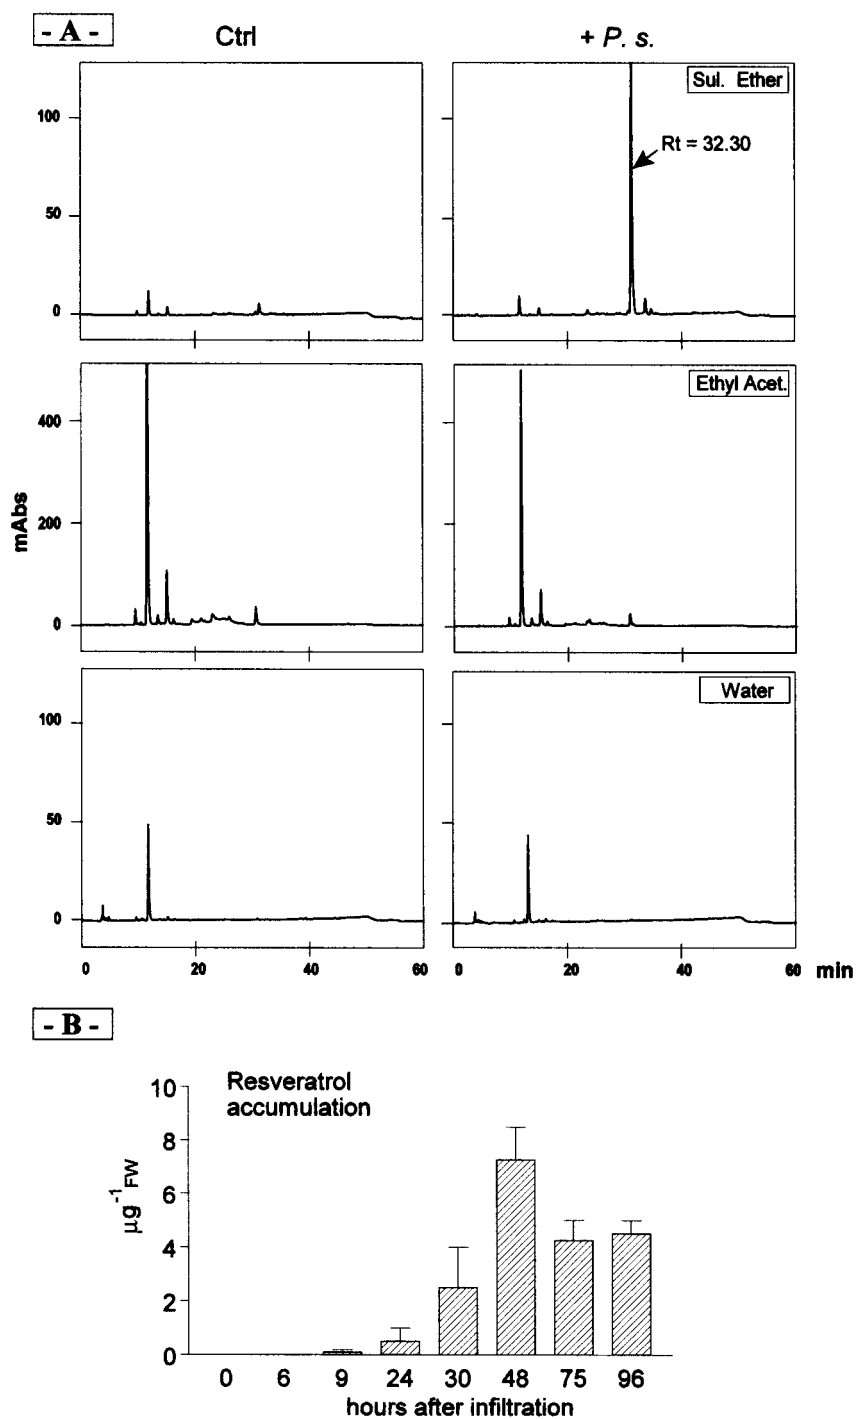 - A -
Ctrl
+ P. s.
Sul. Ether
100
50
0
Rt = 32.30
Ethyl Acet.
400
200
0
mAbs
Water
100
50
0
0 20 40 60 0 20 40 60 min
- B -
Resveratrol
accumulation
10
8
6
4
2
0
µg⁻¹FW
0 6 9 24 30 48 75 96
hours after infiltration